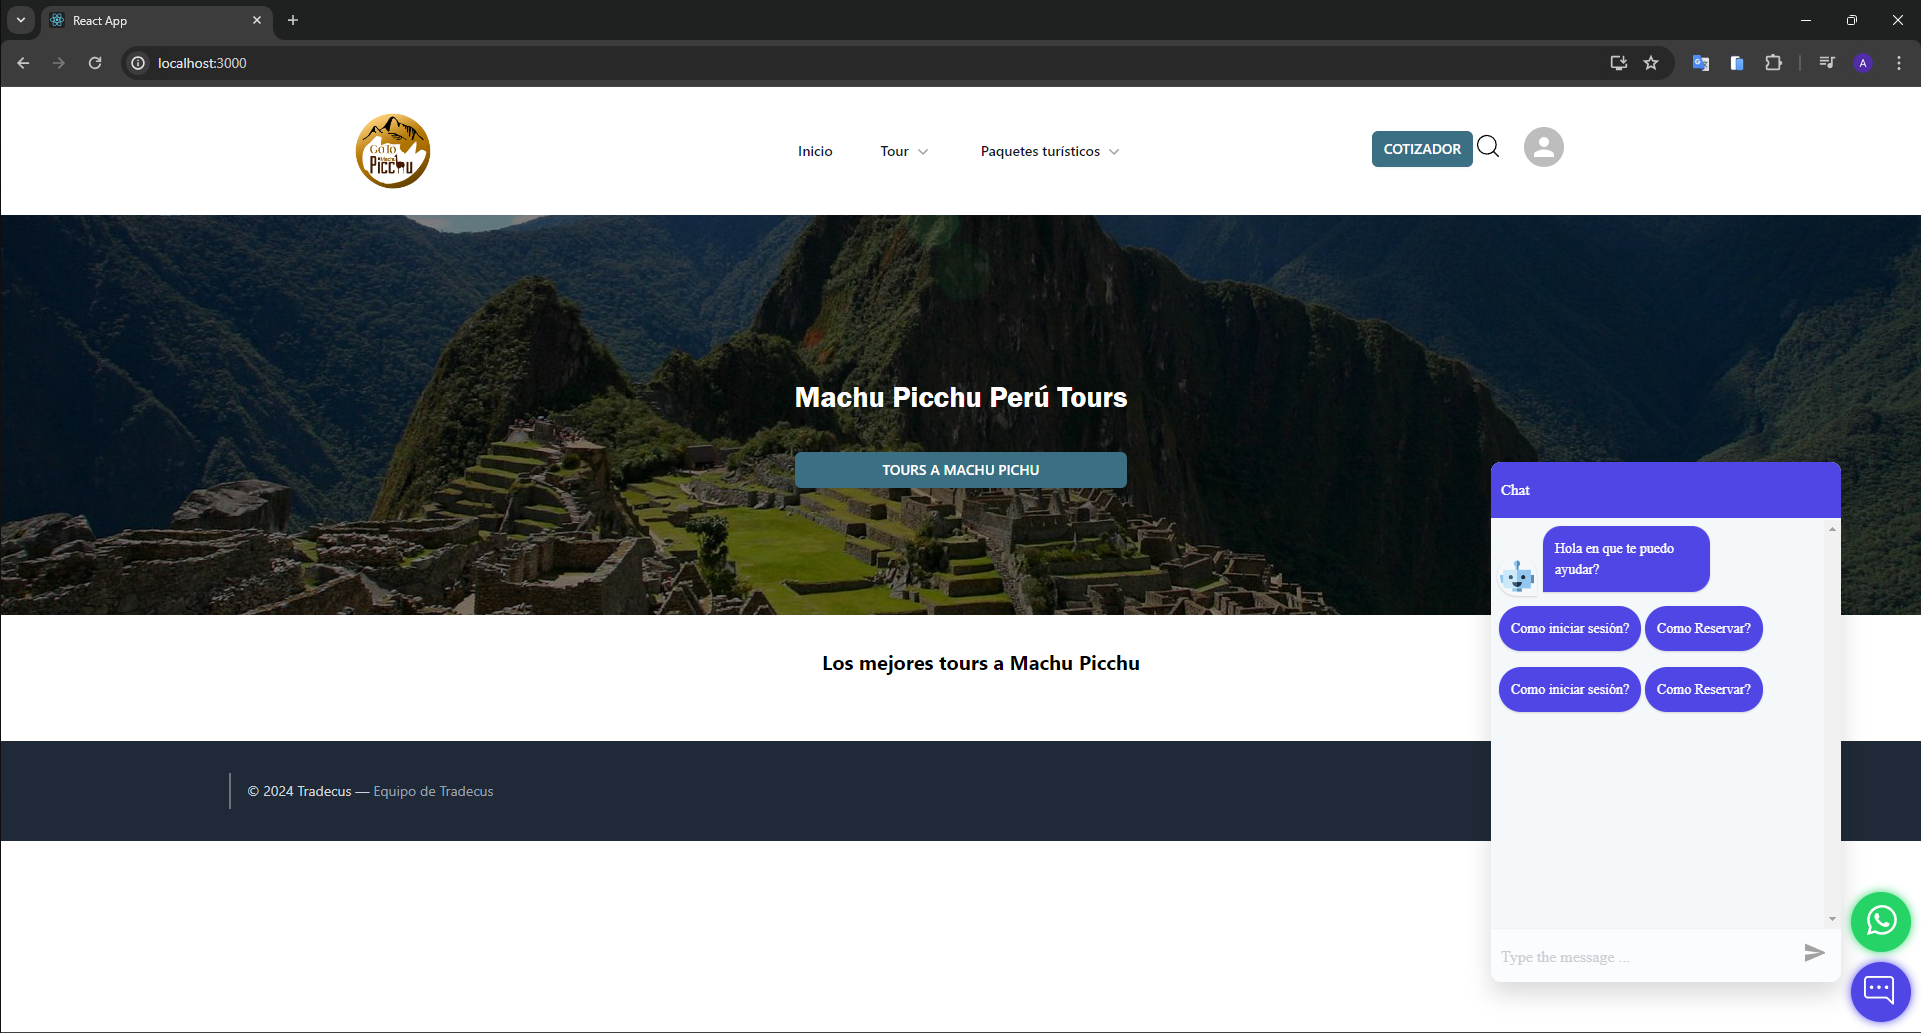 React App
localhost:3000
GoTo
Machu
Picchu
Inicio
Tour
Paquetes turísticos
COTIZADOR
A
Machu Picchu Perú Tours
TOURS A MACHU PICHU
Los mejores tours a Machu Picchu
© 2024 Tradecus — Equipo de Tradecus
Chat
Hola en que te puedo
ayudar?
Como iniciar sesión? Como Reservar?
Como iniciar sesión? Como Reservar?
Type the message ...